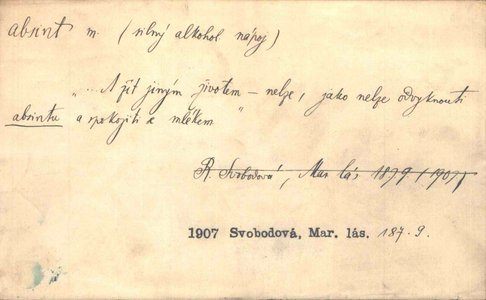 absint m. (silný alkohol. nápoj)
„... A žít jiným životem – nelze, jako nelze odvyknouti
absintu a spokojiti s mlékem"
R. Svobodová, Mar. lás 1879 (1907)
1907 Svobodová, Mar. lás. 187.9.